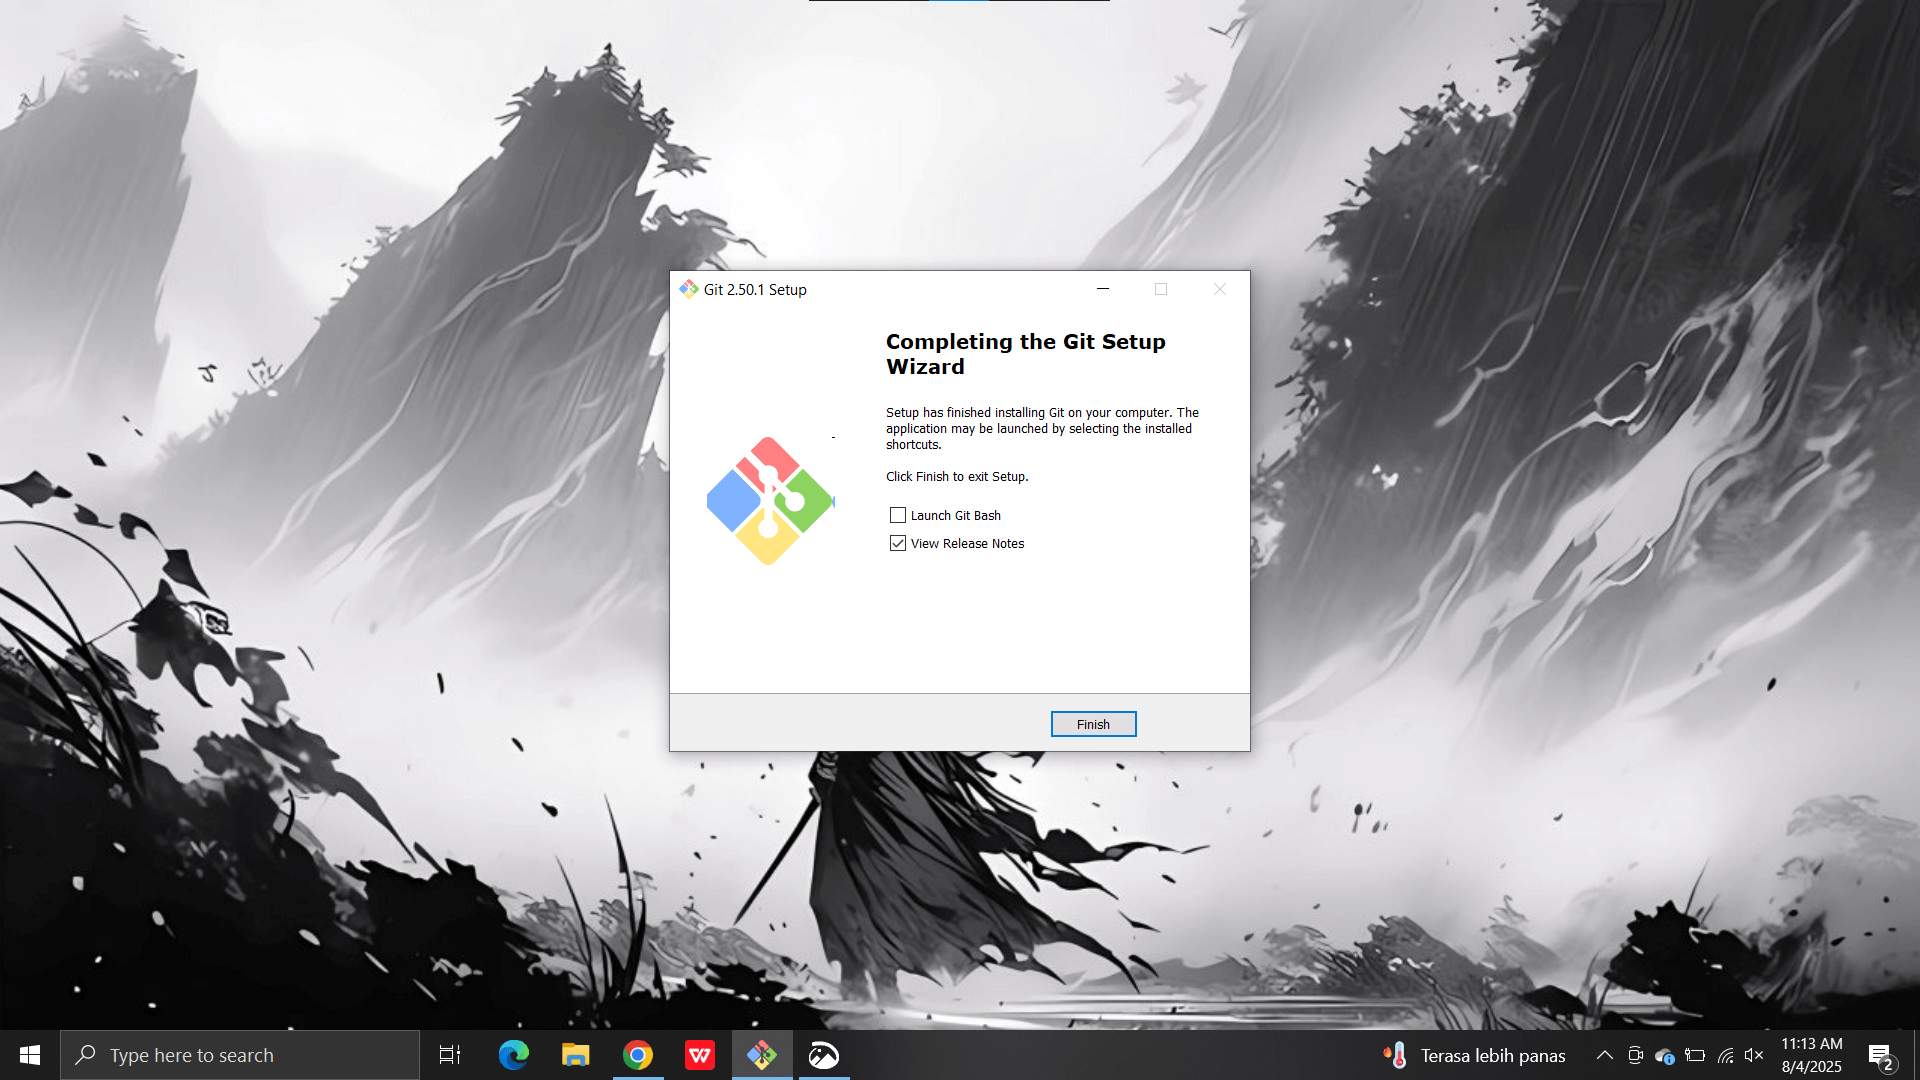 Git 2.50.1 Setup
Completing the Git Setup
Wizard
Setup has finished installing Git on your computer. The
application may be launched by selecting the installed
shortcuts.
Click Finish to exit Setup.
Launch Git Bash
View Release Notes
Finish
Type here to search
W
Terasa lebih panas
11:13 AM
8/4/2025
2